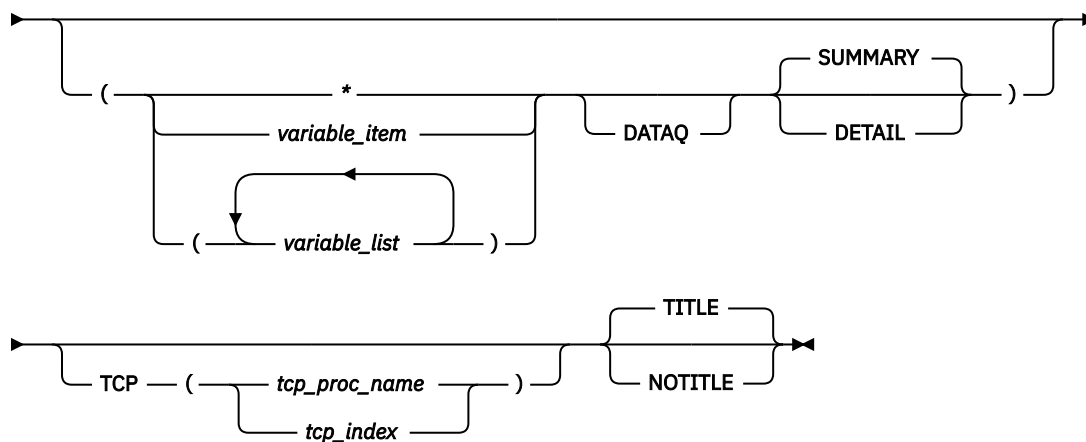 SUMMARY
( * )
variable_item DATAQ DETAIL
( variable_list )
TITLE
TCP ( tcp_proc_name ) NOTITLE
tcp_index